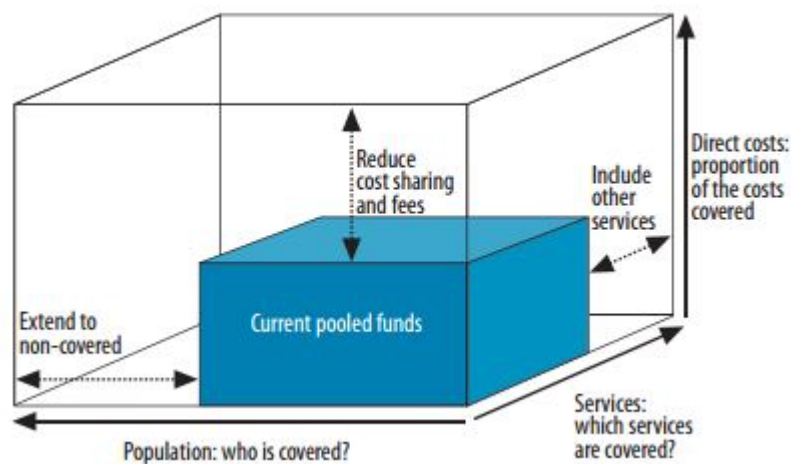 Reduce
cost sharing
and fees
Include
other
services
Direct costs:
proportion
of the costs
covered
Extend to
non-covered
Current pooled funds
Population: who is covered?
Services:
which services
are covered?